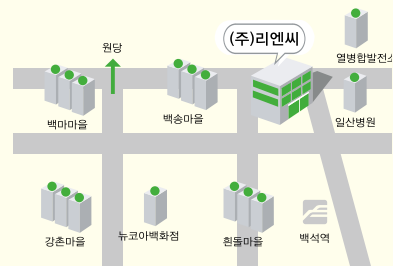 (주)리엔씨
원당
열병합발전소
백마마을
백송마을
일산병원
강촌마을
뉴코아백화점
흰돌마을
백석역